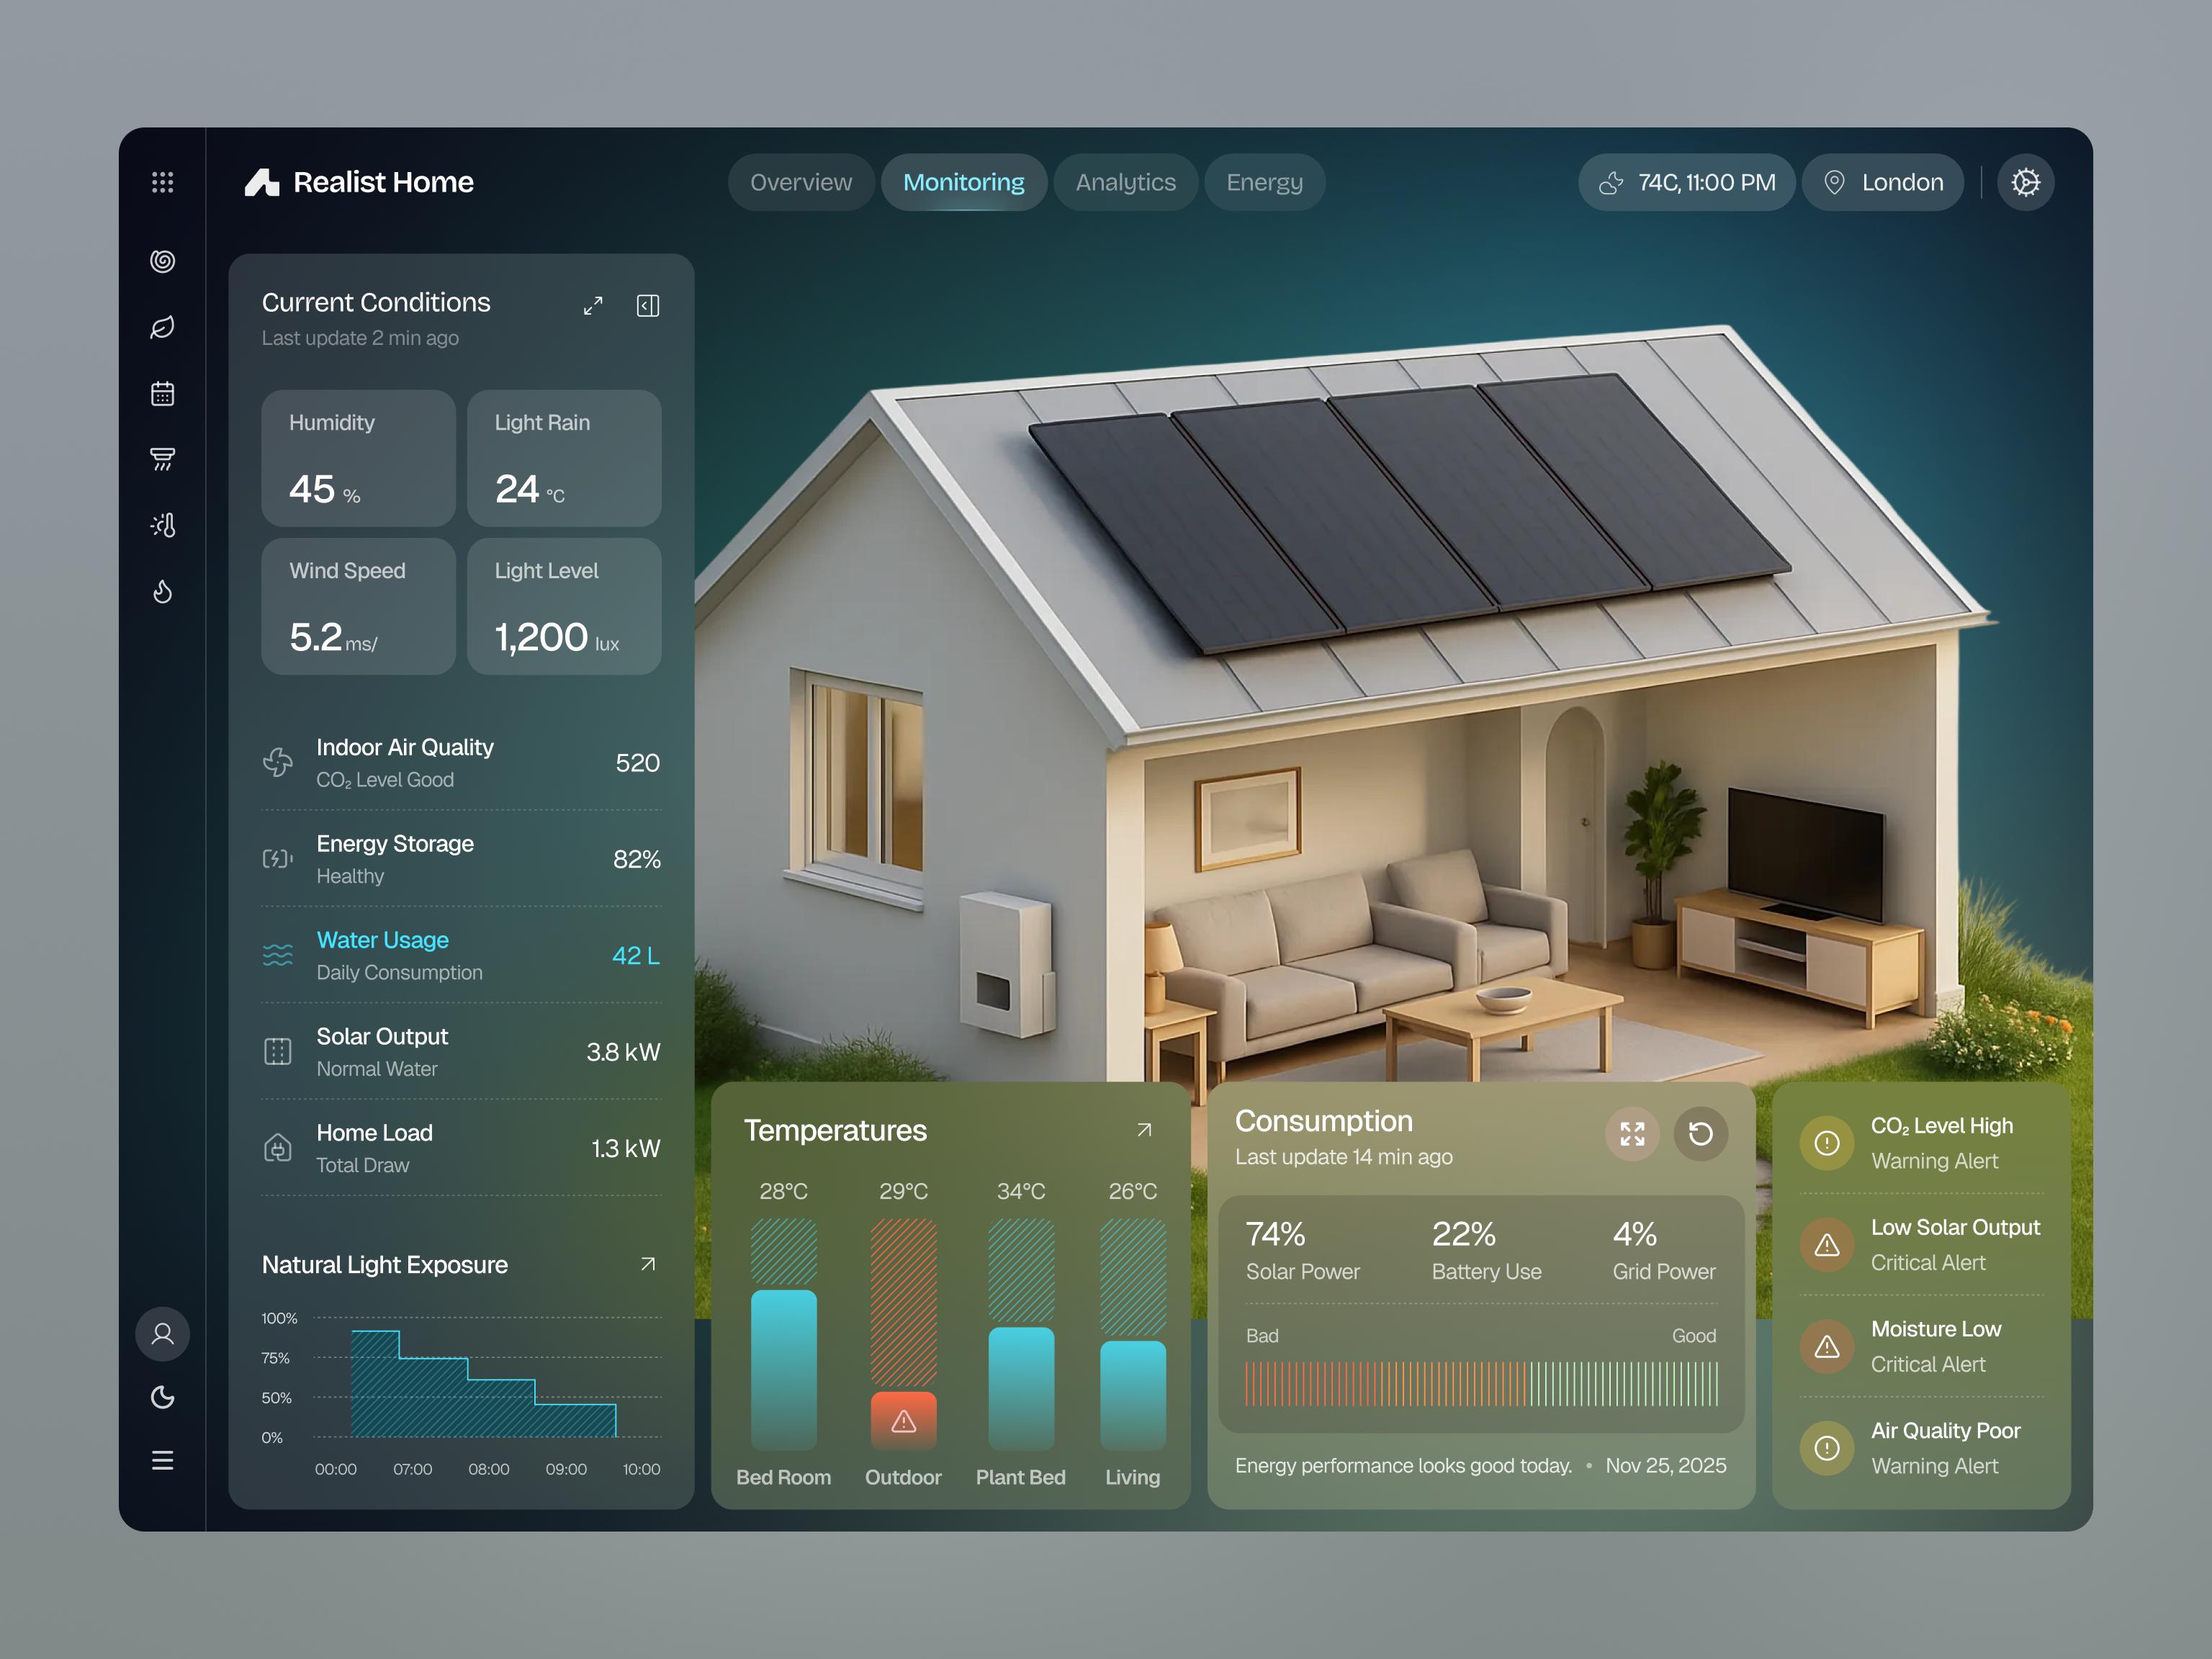 Realist Home
Overview
Monitoring
Analytics
Energy
74C, 11:00 PM
London
Current Conditions
Last update 2 min ago
Humidity
45 %
Light Rain
24 °C
Wind Speed
5.2 ms/
Light Level
1,200 lux
Indoor Air Quality
CO₂ Level Good
520
Energy Storage
Healthy
82%
Water Usage
Daily Consumption
42 L
Solar Output
Normal Water
3.8 kW
Home Load
Total Draw
1.3 kW
Natural Light Exposure
100%
75%
50%
0%
00:00 07:00 08:00 09:00 10:00
Temperatures
28°C 29°C 34°C 26°C
Bed Room Outdoor Plant Bed Living
Consumption
Last update 14 min ago
74% 22% 4%
Solar Power Battery Use Grid Power
Bad Good
Energy performance looks good today. • Nov 25, 2025
CO₂ Level High
Warning Alert
Low Solar Output
Critical Alert
Moisture Low
Critical Alert
Air Quality Poor
Warning Alert